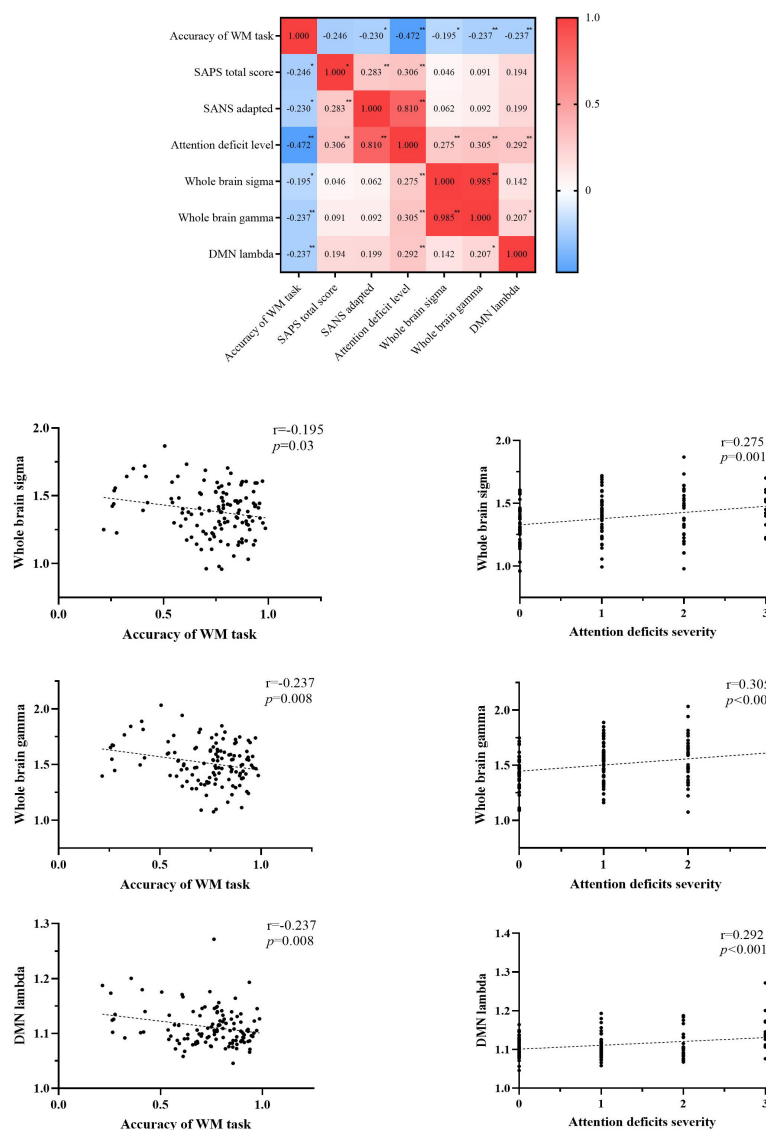 1.0
Accuracy of WM task 1.000 -0.246 -0.230* -0.472** -0.195* -0.237** -0.237**
SAPS total score -0.246* 1.000* 0.283** 0.306** 0.046 0.091 0.194
0.5
SANS adapted -0.230* 0.283** 1.000 0.810** 0.062 0.092 0.199
Attention deficit level -0.472** 0.306** 0.810** 1.000 0.275** 0.305** 0.292**
Whole brain sigma -0.195* 0.046 0.062 0.275** 1.000 0.985** 0.142
0
Whole brain gamma -0.237** 0.091 0.092 0.305** 0.985** 1.000 0.207*
DMN lambda -0.237** 0.194 0.199 0.292** 0.142 0.207* 1.000
Accuracy of WM task
SAPS total score
SANS adapted
Attention deficit level
Whole brain sigma
Whole brain gamma
DMN lambda
r=-0.195
p=0.03
Whole brain sigma
2.0
1.5
1.0
0.0 0.5 1.0
Accuracy of WM task
r=0.275
p=0.001
Whole brain sigma
2.0
1.5
1.0
0 1 2 3
Attention deficits severity
r=-0.237
p=0.008
Whole brain gamma
2.0
1.5
1.0
0.0 0.5 1.0
Accuracy of WM task
r=0.305
p<0.00
Whole brain gamma
2.0
1.5
1.0
0 1 2
Attention deficits severity
r=-0.237
p=0.008
DMN lambda
1.3
1.2
1.1
1.0
0.0 0.5 1.0
Accuracy of WM task
r=0.292
p<0.001
DMN lambda
1.4
1.3
1.2
1.1
1.0
0 1 2 3
Attention deficits severity